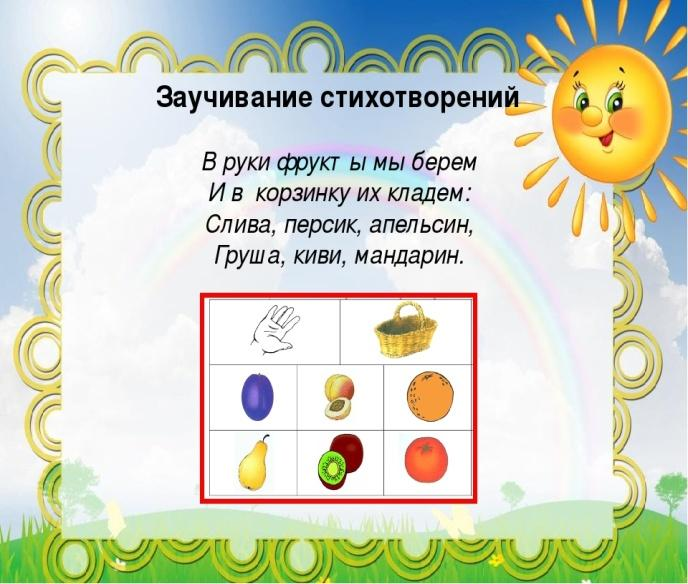 Заучивание стихотворений
В руки фрукт ы мы берем
И в корзинку их кладем:
Слива, персик, апельсин,
Груша, киви, мандарин.